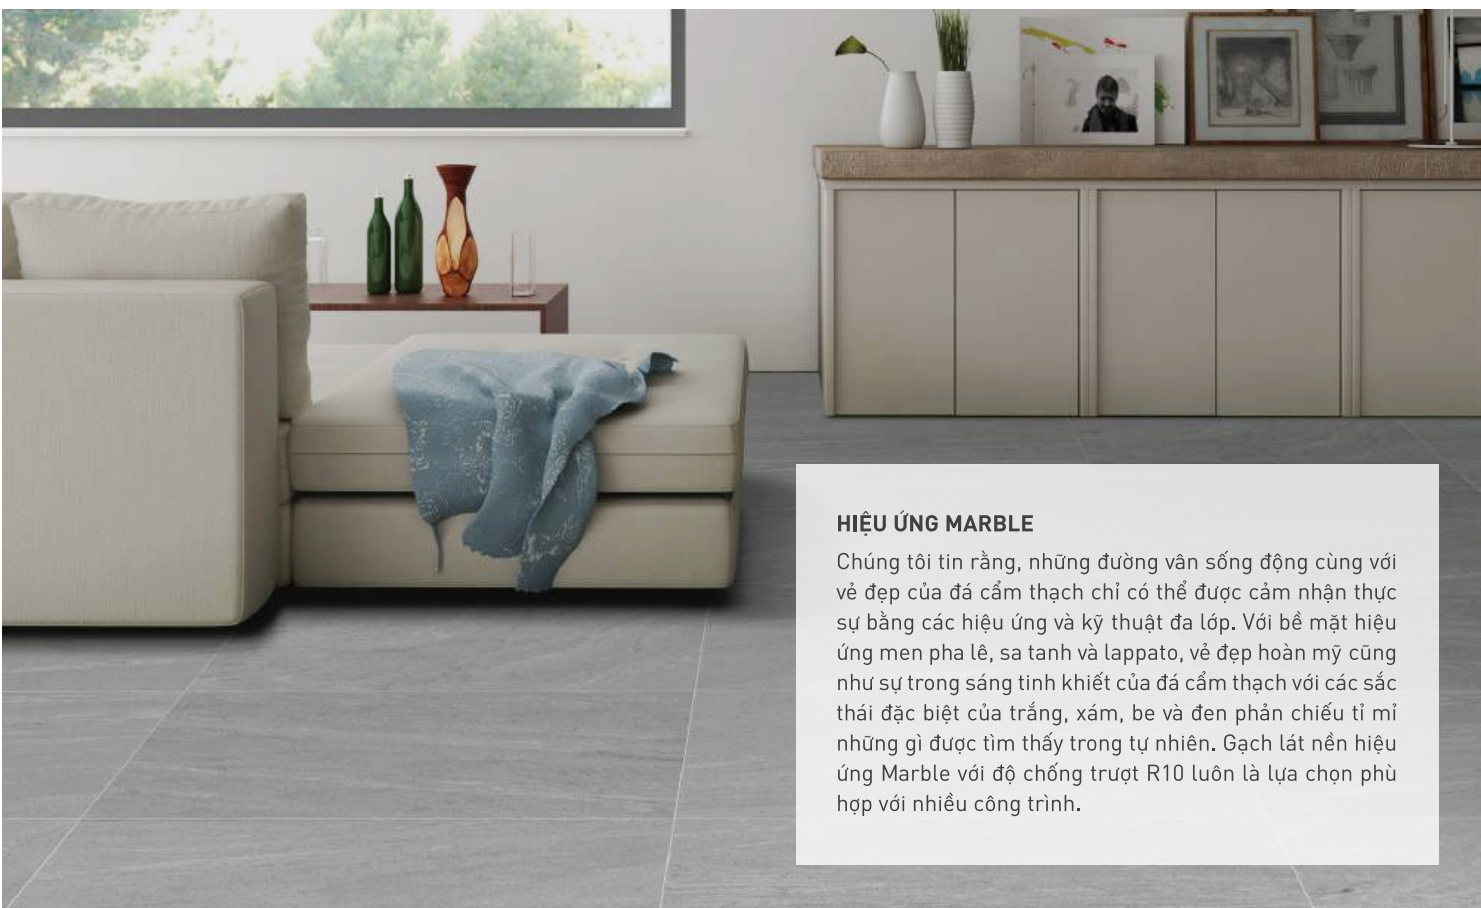 HIỆU ỨNG MARBLE
Chúng tôi tin rằng, những đường vân sống động cùng với
vẻ đẹp của đá cẩm thạch chỉ có thể được cảm nhận thực
sự bằng các hiệu ứng và kỹ thuật đa lớp. Với bề mặt hiệu
ứng men pha lê, sa tanh và lappato, vẻ đẹp hoàn mỹ cũng
như sự trong sáng tinh khiết của đá cẩm thạch với các sắc
thái đặc biệt của trắng, xám, be và đen phản chiếu tỉ mỉ
những gì được tìm thấy trong tự nhiên. Gạch lát nền hiệu
ứng Marble với độ chống trượt R10 luôn là lựa chọn phù
hợp với nhiều công trình.